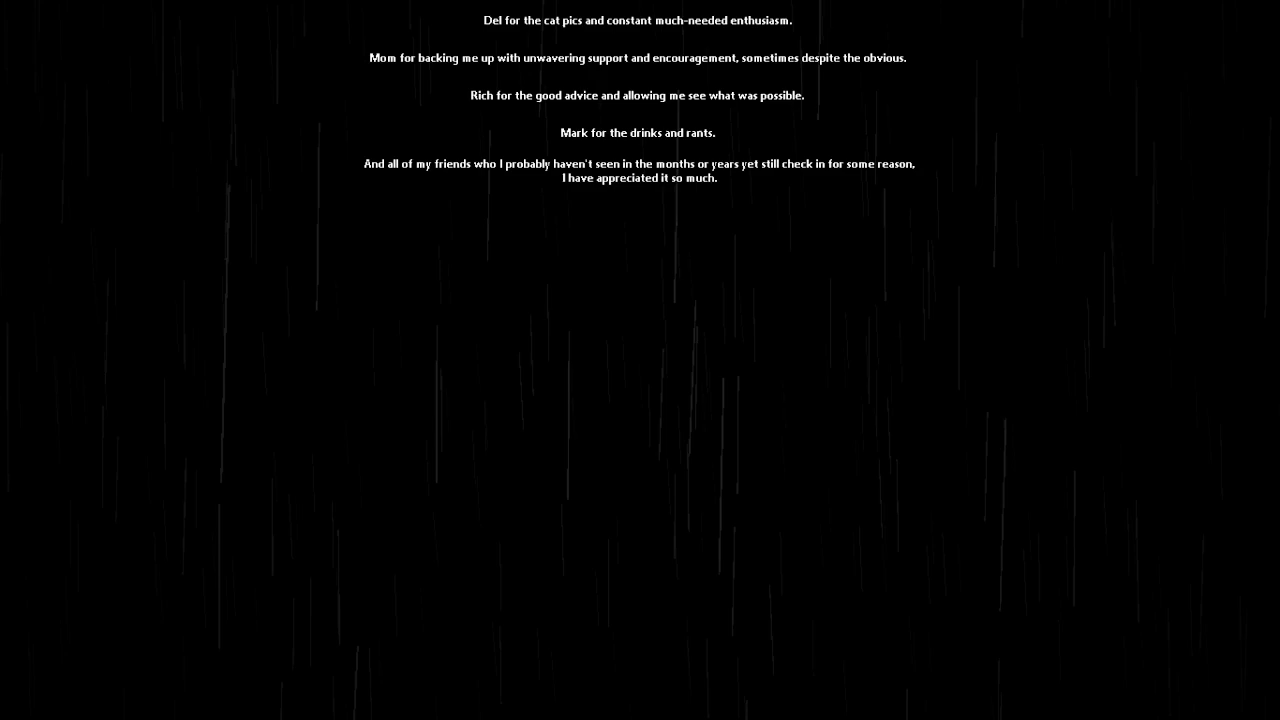 Del for the cat pics and constant much-needed enthusiasm.
Mom for backing me up with unwavering support and encouragement, sometimes despite the obvious.
Rich for the good advice and allowing me see what was possible.
Mark for the drinks and rants.
And all of my friends who I probably haven't seen in the months or years yet still check in for some reason,
I have appreciated it so much.